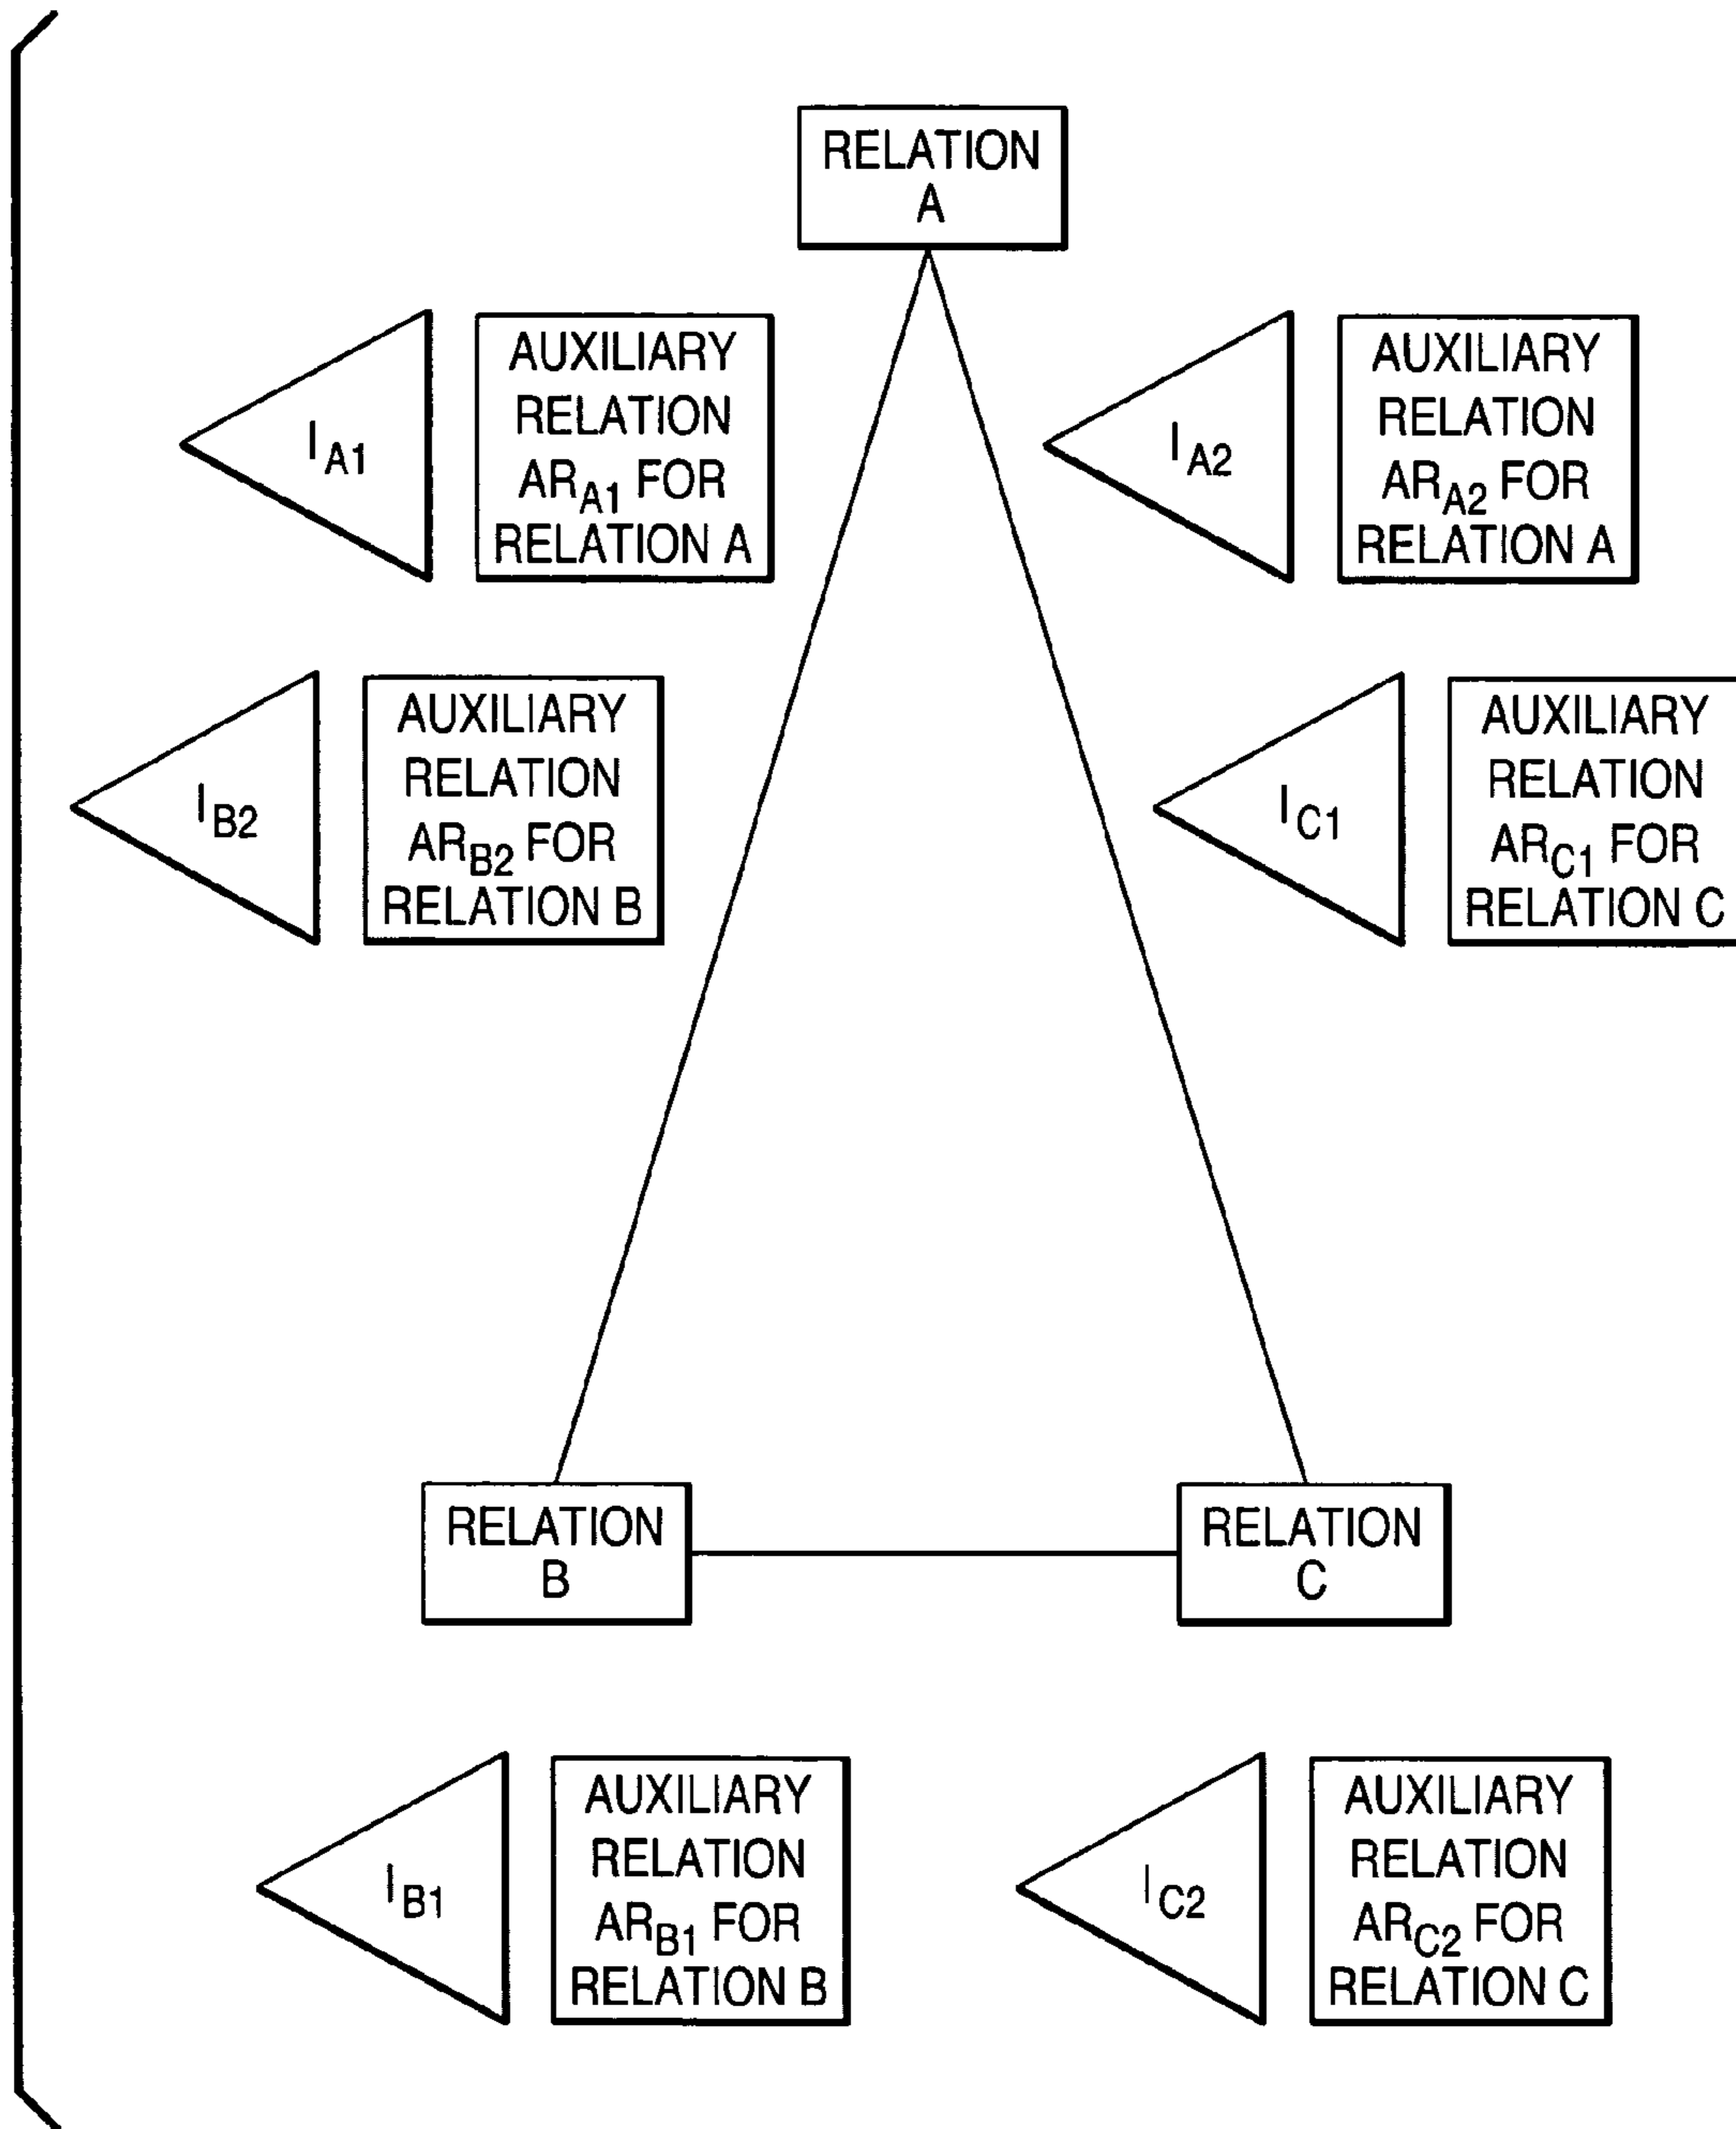 RELATION
A
I_A1
AUXILIARY
RELATION
AR_A1 FOR
RELATION A
I_A2
AUXILIARY
RELATION
AR_A2 FOR
RELATION A
I_B2
AUXILIARY
RELATION
AR_B2 FOR
RELATION B
I_C1
AUXILIARY
RELATION
AR_C1 FOR
RELATION C
RELATION
B
RELATION
C
I_B1
AUXILIARY
RELATION
AR_B1 FOR
RELATION B
I_C2
AUXILIARY
RELATION
AR_C2 FOR
RELATION C